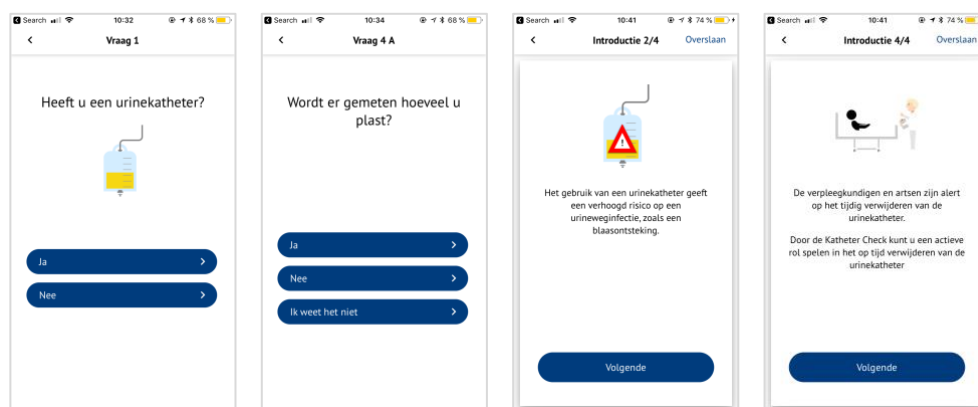 Search 10:32 68 %
Vraag 1
Heeft u een urinekatheter?
Ja
Nee
Search 10:34 68 %
Vraag 4 A
Wordt er gemeten hoeveel u
plast?
Ja
Nee
Ik weet het niet
Search 10:41 74 %
Introductie 2/4 Overslaan
Het gebruik van een urinekatheter geeft
een verhoogd risico op een
urineweginfectie, zoals een
blaasontsteking.
Volgende
Search 10:41 74 %
Introductie 4/4 Overslaan
De verpleegkundigen en artsen zijn alert
op het tijdig verwijderen van de
urinekatheter.
Door de Katheter Check kunt u een actieve
rol spelen in het op tijd verwijderen van de
urinekatheter
Volgende